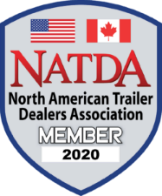 NATDA
North American Trailer
Dealers Association
MEMBER
2020